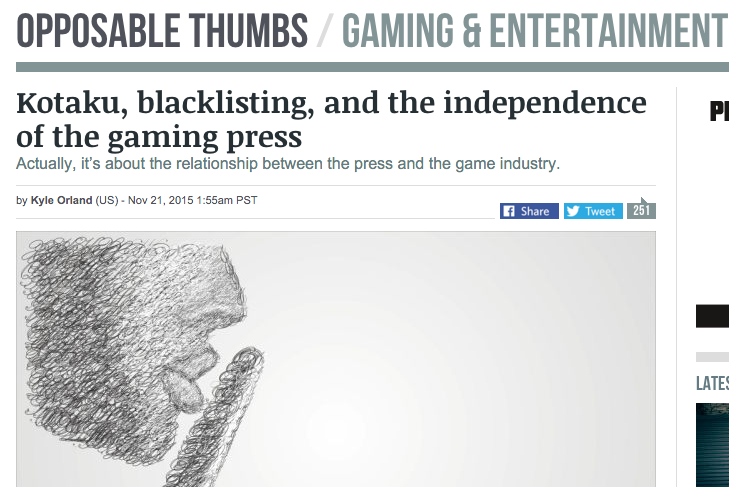 OPPOSABLE THUMBS / GAMING & ENTERTAINMENT
Kotaku, blacklisting, and the independence
of the gaming press
Actually, it's about the relationship between the press and the game industry.
by Kyle Orland (US) - Nov 21, 2015 1:55am PST
Share
Tweet
251